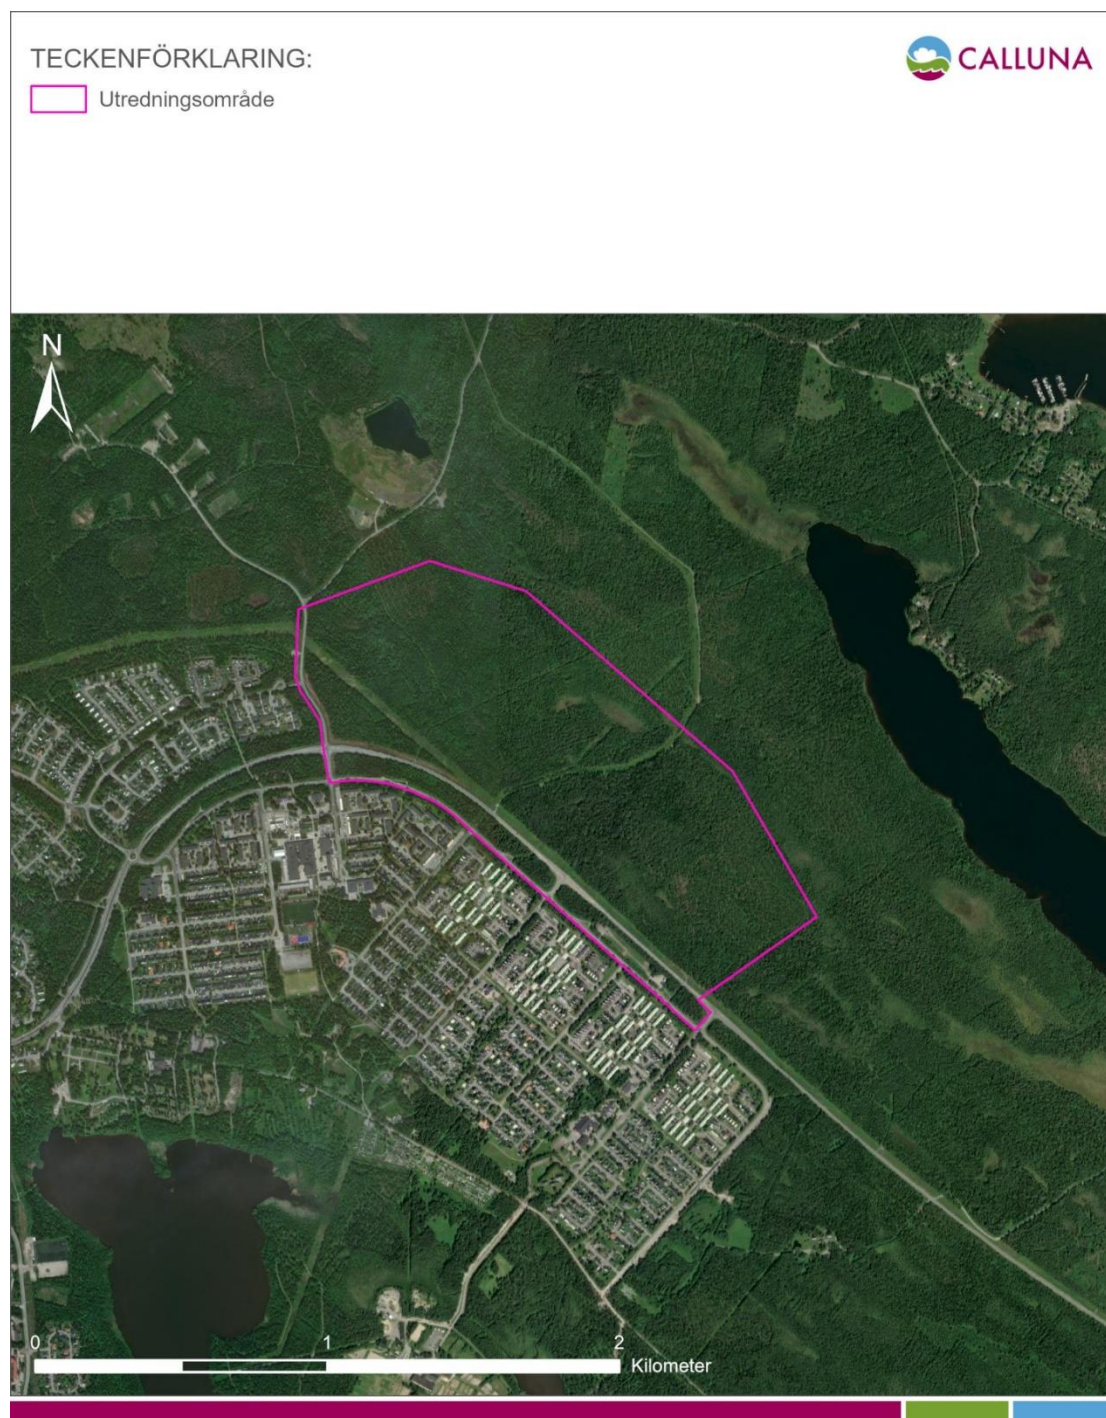 TECKENFÖRKLARING:
CALLUNA
Utredningsområde
N
0 1 2
Kilometer